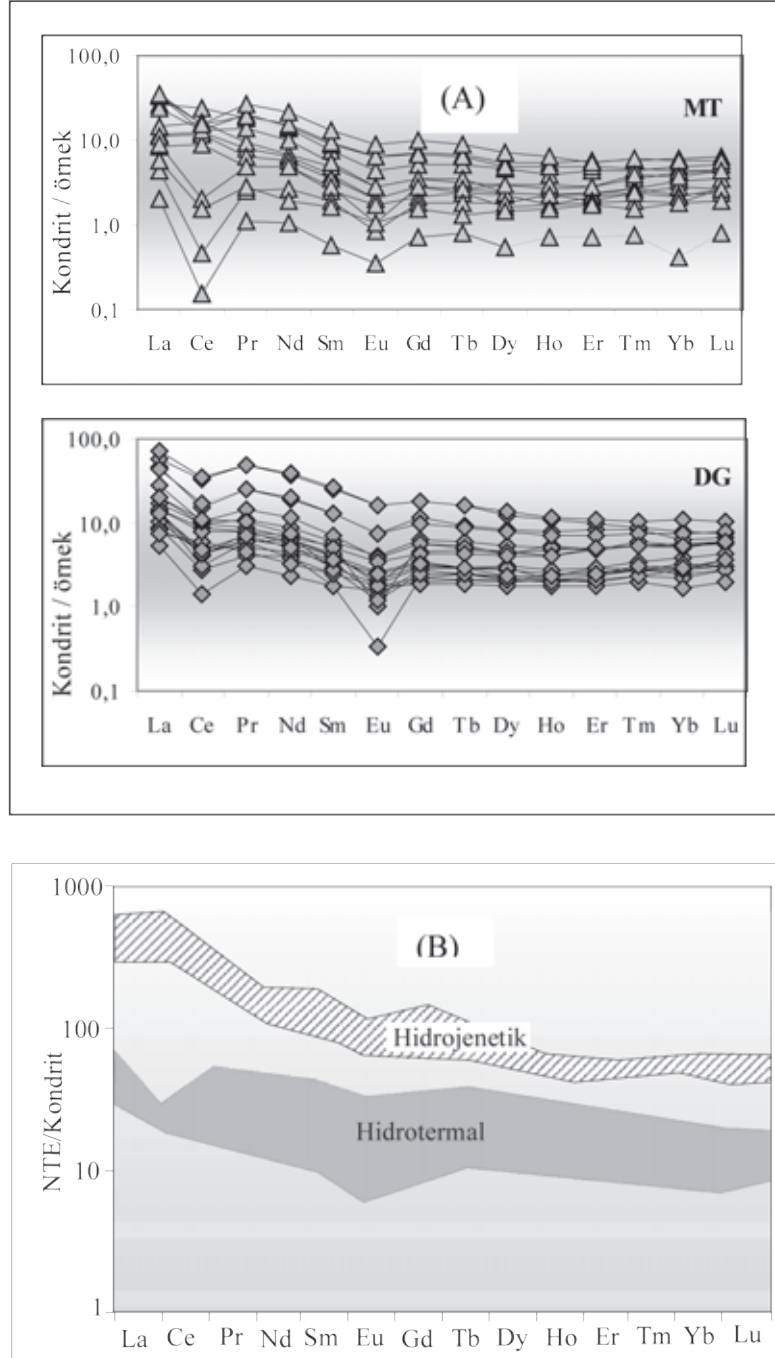 100,0
(A)
MT
10,0
1,0
0,1
Kondrit / örnek
La Ce Pr Nd Sm Eu Gd Tb Dy Ho Er Tm Yb Lu
100,0
DG
10,0
1,0
0,1
Kondrit / örnek
La Ce Pr Nd Sm Eu Gd Tb Dy Ho Er Tm Yb Lu
1000
(B)
100
Hidrojenetik
Hidrotermal
10
1
NTE/Kondrit
La Ce Pr Nd Sm Eu Gd Tb Dy Ho Er Tm Yb Lu